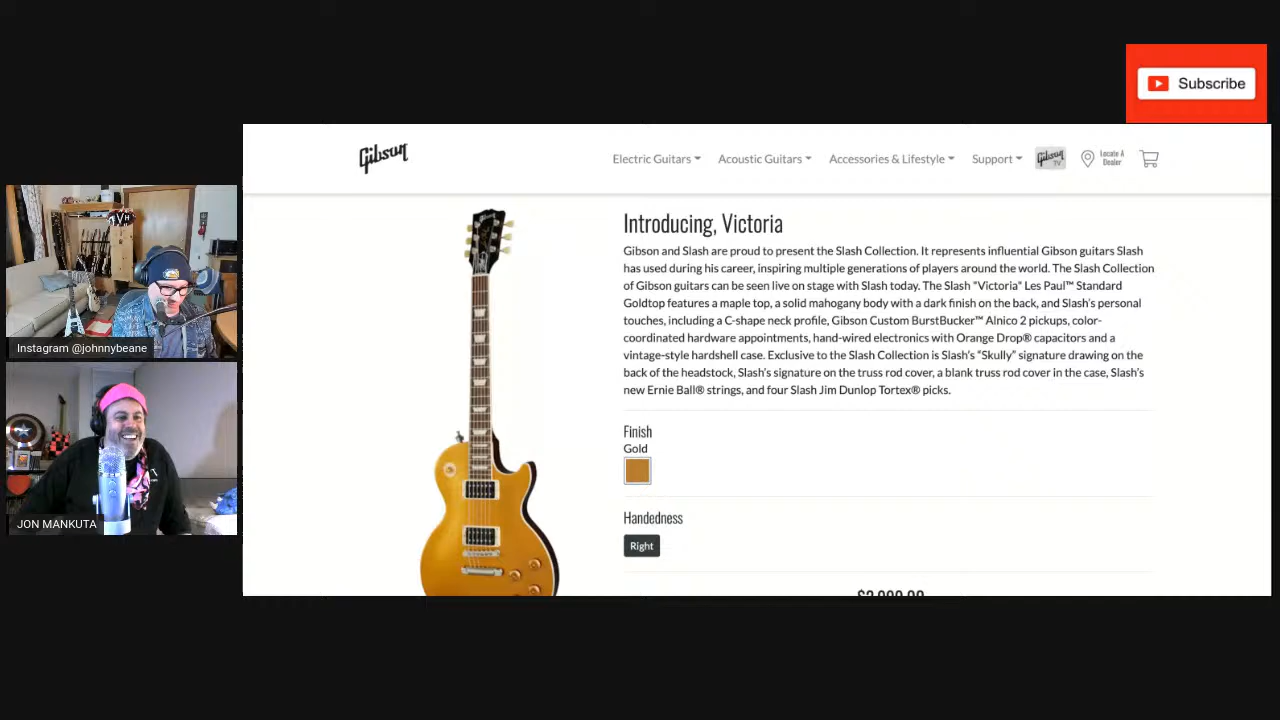 Subscribe
Gibson
Electric Guitars
Acoustic Guitars
Accessories & Lifestyle
Support
Gibson
TV
Locate A
Dealer
EVH
Instagram @johnnybeane
JON MANKUTA
Gibson
Introducing, Victoria
Gibson and Slash are proud to present the Slash Collection. It represents influential Gibson guitars Slash
has used during his career, inspiring multiple generations of players around the world. The Slash Collection
of Gibson guitars can be seen live on stage with Slash today. The Slash "Victoria" Les Paul™ Standard
Goldtop features a maple top, a solid mahogany body with a dark finish on the back, and Slash's personal
touches, including a C-shape neck profile, Gibson Custom BurstBucker™ Alnico 2 pickups, color-
coordinated hardware appointments, hand-wired electronics with Orange Drop® capacitors and a
vintage-style hardshell case. Exclusive to the Slash Collection is Slash's “Skully” signature drawing on the
back of the headstock, Slash's signature on the truss rod cover, a blank truss rod cover in the case, Slash's
new Ernie Ball® strings, and four Slash Jim Dunlop Tortex® picks.
Finish
Gold
Handedness
Right